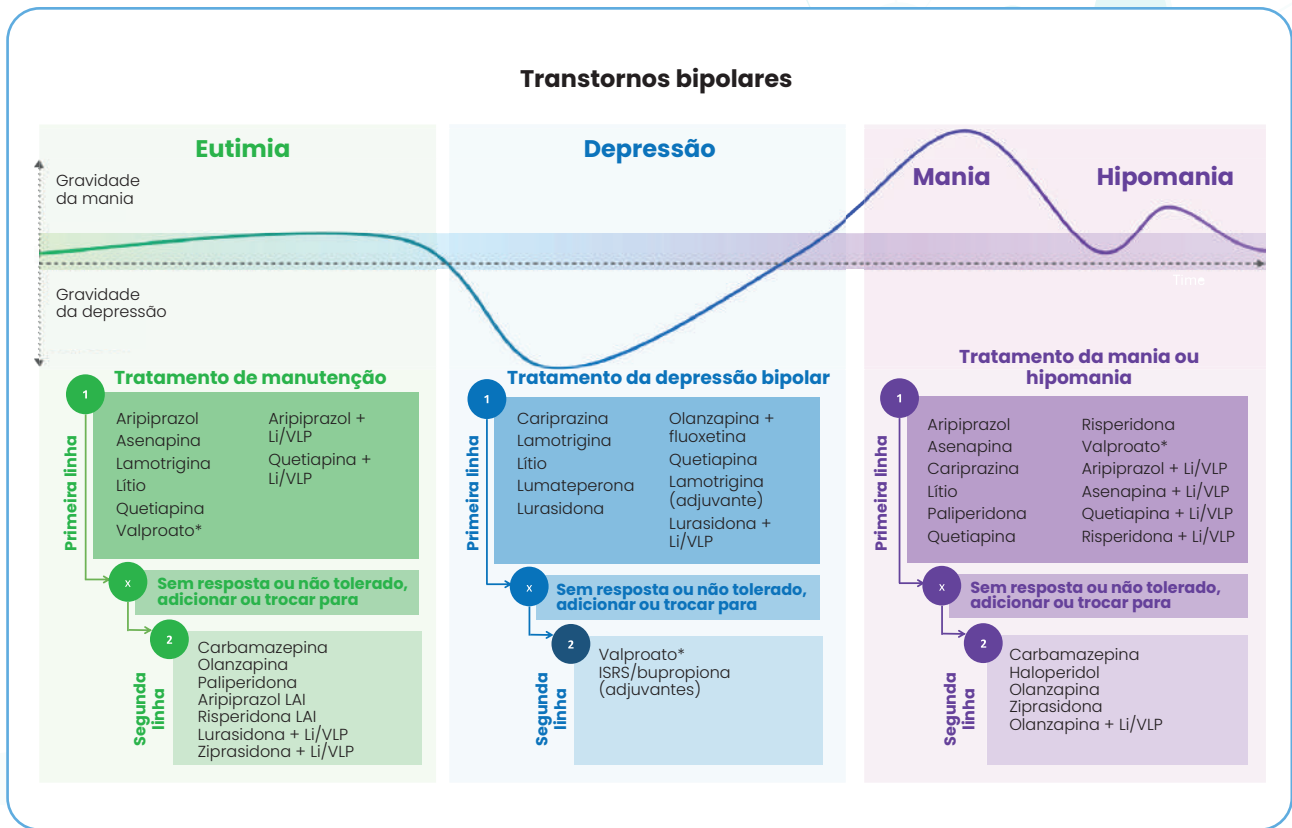 Transtornos bipolares
Eutimia
Gravidade
da mania
Gravidade
da depressão
Tratamento de manutenção
1
Primeira linha
Aripiprazol
Asenapina
Lamotrigina
Lítio
Quetiapina
Valproato*
Aripiprazol +
Li/VLP
Quetiapina +
Li/VLP
x
Sem resposta ou não tolerado,
adicionar ou trocar para
2
Segunda
linha
Carbamazepina
Olanzapina
Paliperidona
Aripiprazol LAI
Risperidona LAI
Lurasidona + Li/VLP
Ziprasidona + Li/VLP
Depressão
Tratamento da depressão bipolar
1
Primeira linha
Cariprazina
Lamotrigina
Lítio
Lumateperona
Lurasidona
Olanzapina +
fluoxetina
Quetiapina
Lamotrigina
(adjuvante)
Lurasidona +
Li/VLP
x
Sem resposta ou não tolerado,
adicionar ou trocar para
2
Segunda
linha
Valproato*
ISRS/bupropiona
(adjuvantes)
Mania
Hipomania
Time
Tratamento da mania ou
hipomania
1
Primeira linha
Aripiprazol
Asenapina
Cariprazina
Lítio
Paliperidona
Quetiapina
Risperidona
Valproato*
Aripiprazol + Li/VLP
Asenapina + Li/VLP
Quetiapina + Li/VLP
Risperidona + Li/VLP
x
Sem resposta ou não tolerado,
adicionar ou trocar para
2
Segunda
linha
Carbamazepina
Haloperidol
Olanzapina
Ziprasidona
Olanzapina + Li/VLP